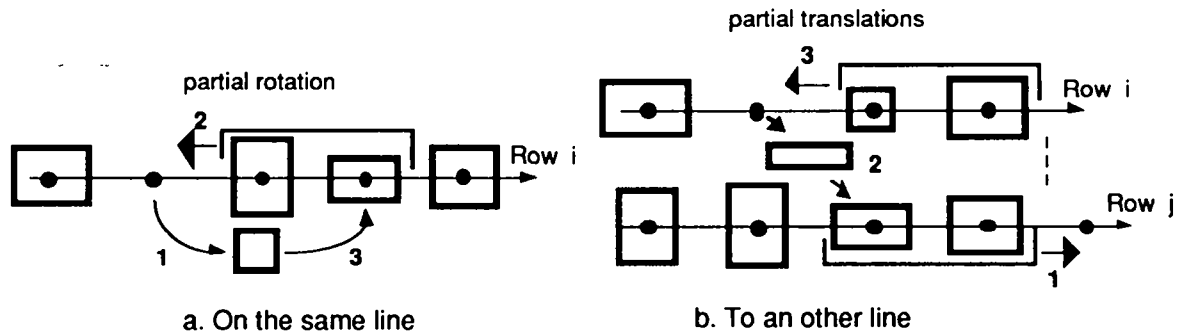 partial rotation
2
Row i
1
3
a. On the same line
partial translations
3
Row i
2
Row j
1
b. To an other line